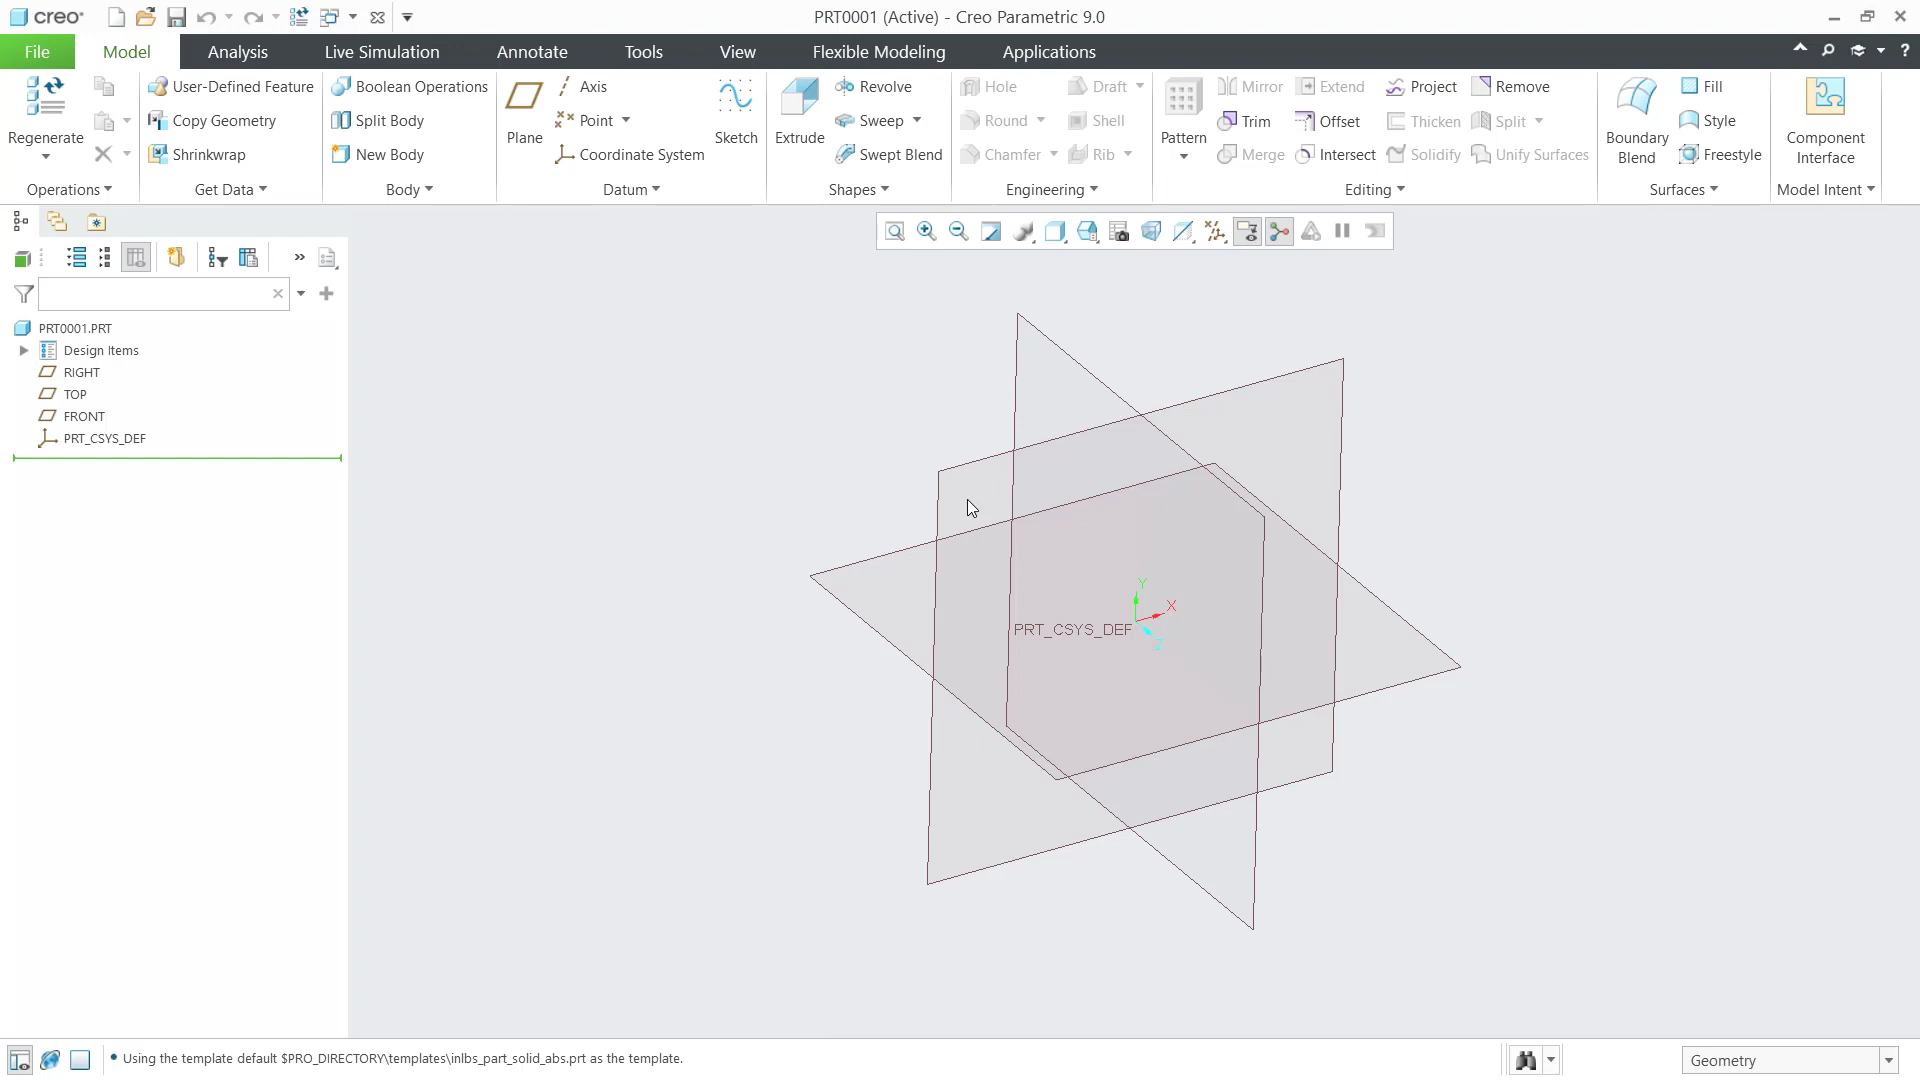 creo
PRT0001 (Active) - Creo Parametric 9.0
File Model Analysis Live Simulation Annotate Tools View Flexible Modeling Applications
Regenerate
Operations
User-Defined Feature
Copy Geometry
Shrinkwrap
Get Data
Boolean Operations
Split Body
New Body
Body
Plane
Axis
Point
Coordinate System
Sketch
Datum
Extrude
Revolve
Sweep
Swept Blend
Shapes
Hole
Round
Chamfer
Draft
Shell
Rib
Engineering
Pattern
Mirror
Trim
Merge
Extend
Offset
Intersect
Project
Thicken
Solidify
Remove
Split
Unify Surfaces
Editing
Boundary
Blend
Fill
Style
Freestyle
Surfaces
Component
Interface
Model Intent
PRT0001.PRT
Design Items
RIGHT
TOP
FRONT
PRT_CSYS_DEF
Y
X
PRT_CSYS_DEF
Z
Using the template default $PRO_DIRECTORY\templates\inlbs_part_solid_abs.prt as the template.
Geometry